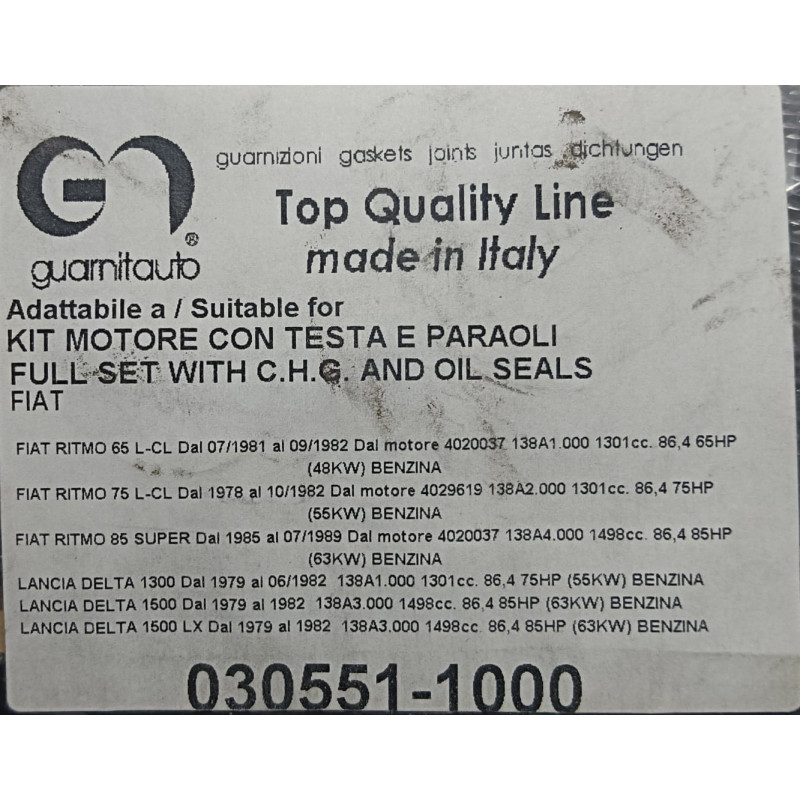 guarnizioni gaskets joints juntas dichtungen
Top Quality Line
made in Italy
®
guarnitauto
Adattabile a / Suitable for
KIT MOTORE CON TESTA E PARAOLI
FULL SET WITH C.H.G. AND OIL SEALS
FIAT
FIAT RITMO 65 L-CL Dal 07/1981 al 09/1982 Dal motore 4020037 138A1.000 1301cc. 86,4 65HP
(48KW) BENZINA
FIAT RITMO 75 L-CL Dal 1978 al 10/1982 Dal motore 4029619 138A2.000 1301cc. 86,4 75HP
(55KW) BENZINA
FIAT RITMO 85 SUPER Dal 1985 al 07/1989 Dal motore 4020037 138A4.000 1498cc. 86,4 85HP
(63KW) BENZINA
LANCIA DELTA 1300 Dal 1979 al 06/1982 138A1.000 1301cc. 86,4 75HP (55KW) BENZINA
LANCIA DELTA 1500 Dal 1979 al 1982 138A3.000 1498cc. 86,4 85HP (63KW) BENZINA
LANCIA DELTA 1500 LX Dal 1979 al 1982 138A3.000 1498cc. 86,4 85HP (63KW) BENZINA
030551-1000